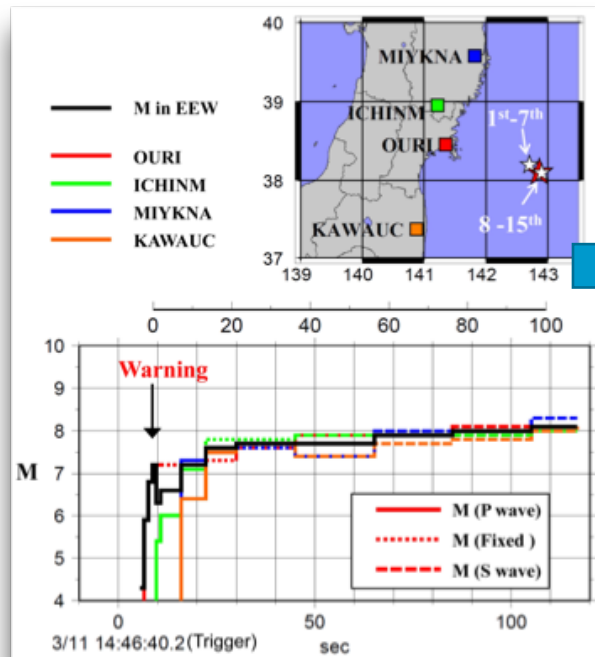 40
MIYKNA
M in EEW
39
ICHINM
1st-7th
OURI
OURI
ICHINM
38
MIYKNA
KAWAUC
KAWAUC
8 -15th
37
139 140 141 142 143
0 20 40 60 80 100
10
Warning
9
8
M 7
M (P wave)
6
M (Fixed )
5
M (S wave)
4
0 50 100
3/11 14:46:40.2(Trigger) sec